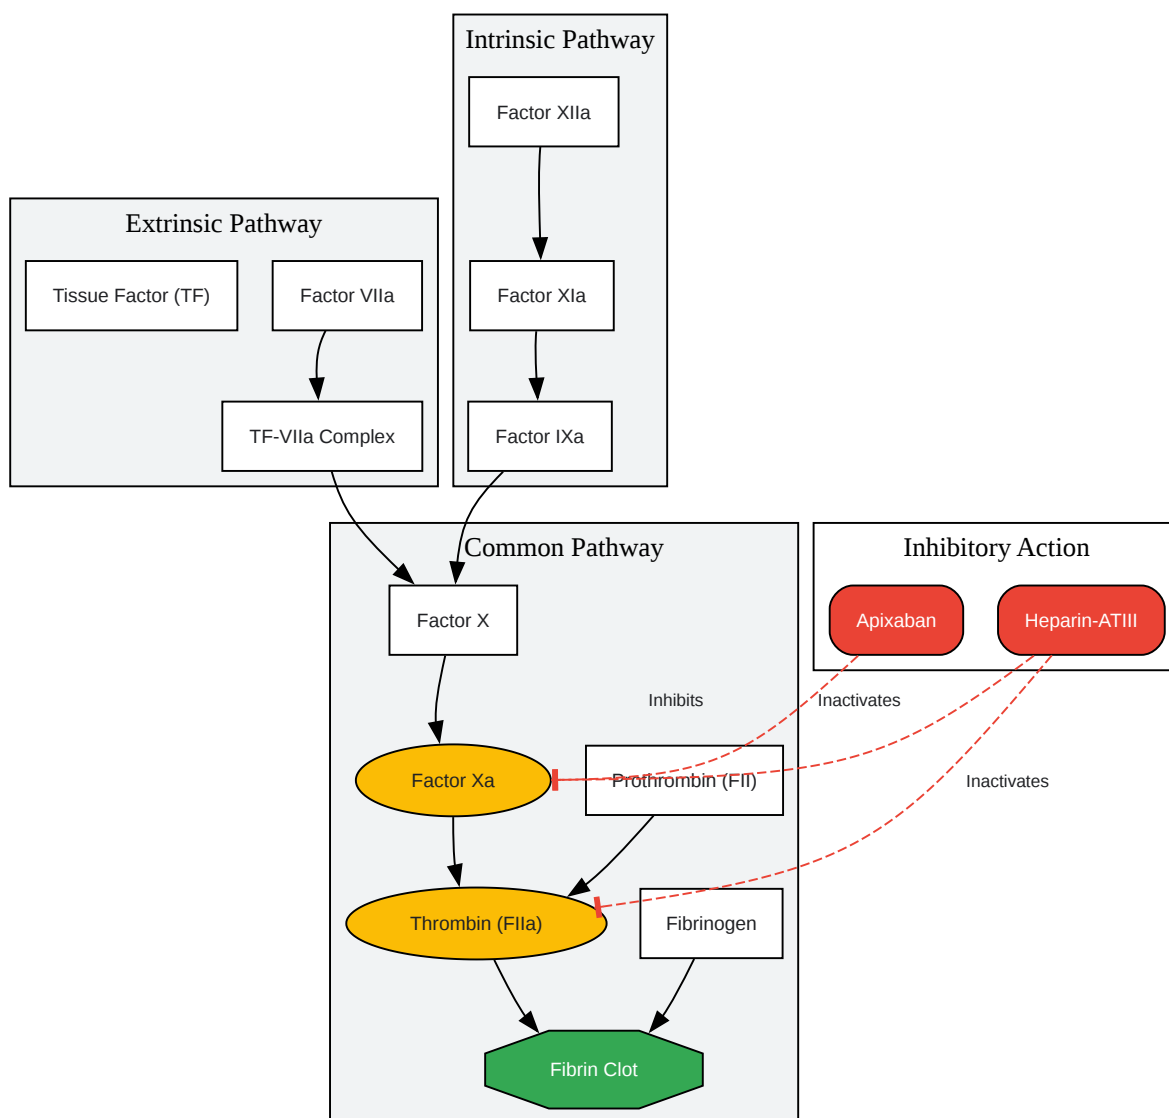 Intrinsic Pathway
Factor XIIa
Extrinsic Pathway
Tissue Factor (TF)
Factor VIIa
Factor XIa
TF-VIIa Complex
Factor IXa
Common Pathway
Inhibitory Action
Factor X
Apixaban
Heparin-ATIII
Inhibits
Inactivates
Factor Xa
Prothrombin (FII)
Inactivates
Thrombin (FIIa)
Fibrinogen
Fibrin Clot